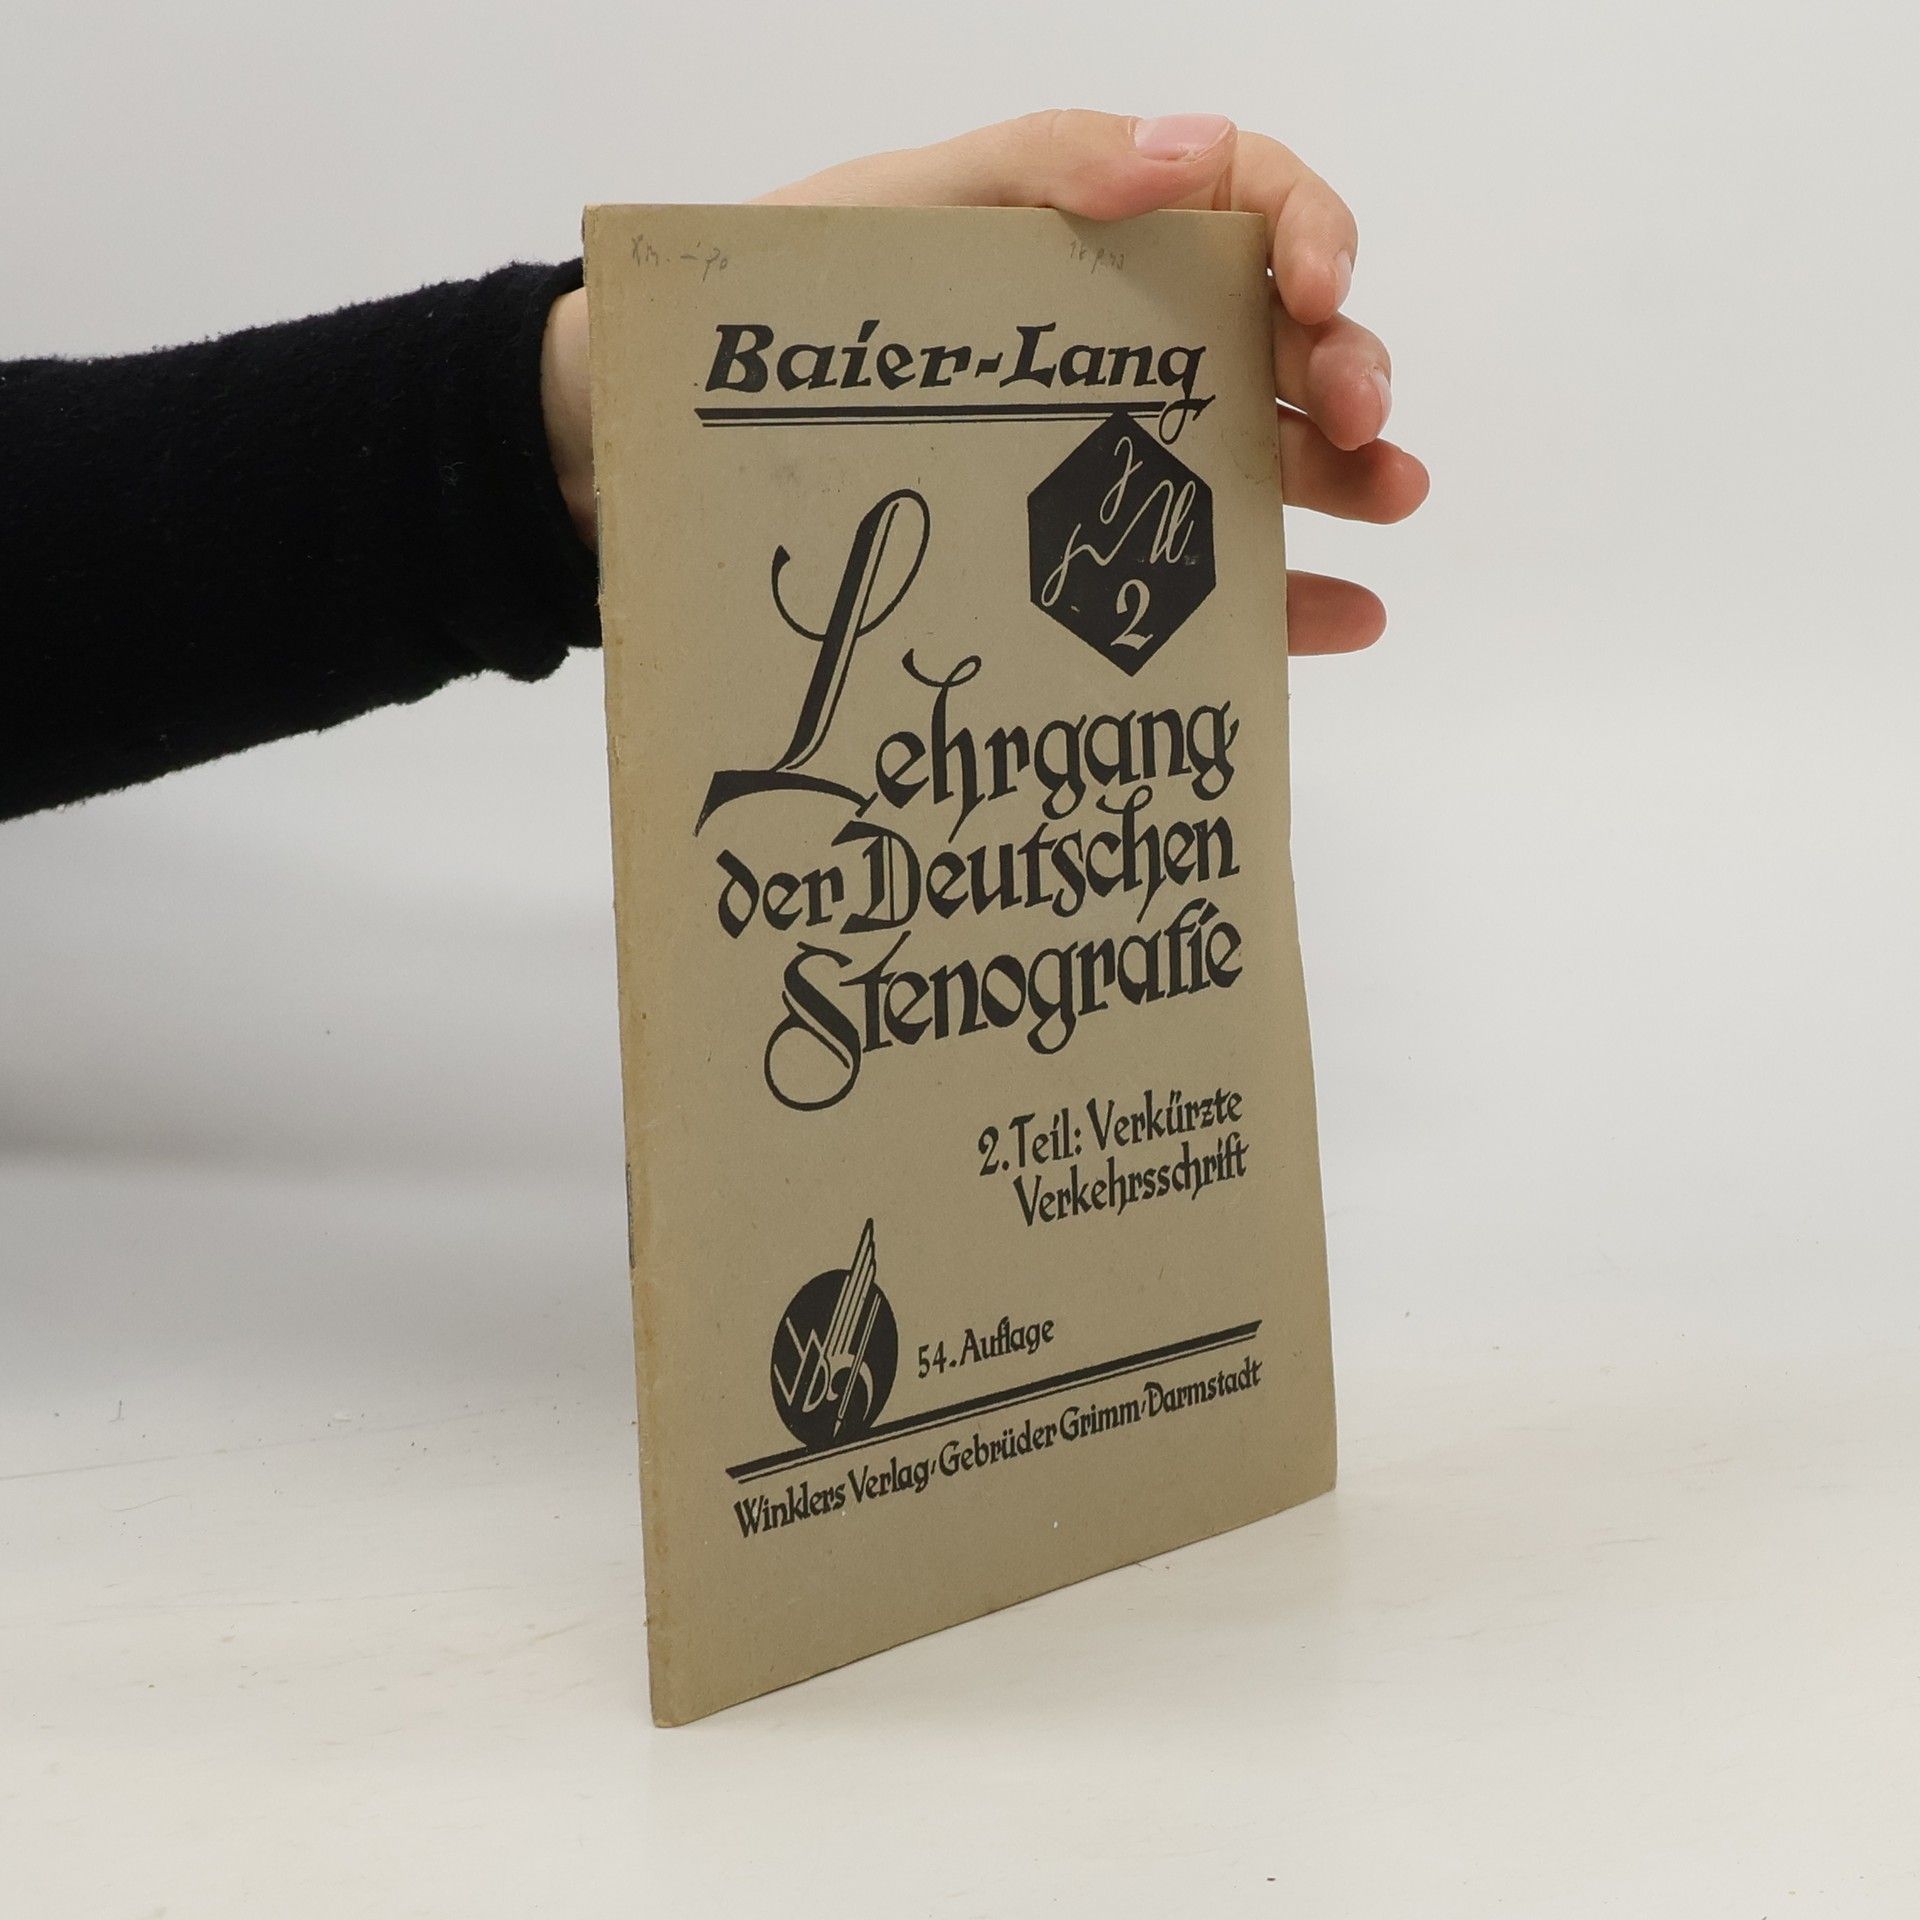 Baier-Lang
2
Lehrgang
der Deutschen
Stenografie
2. Teil: Verkürzte
Verkehrsschrift
54. Auflage
Winklers Verlag, Gebrüder Grimm, Darmstadt